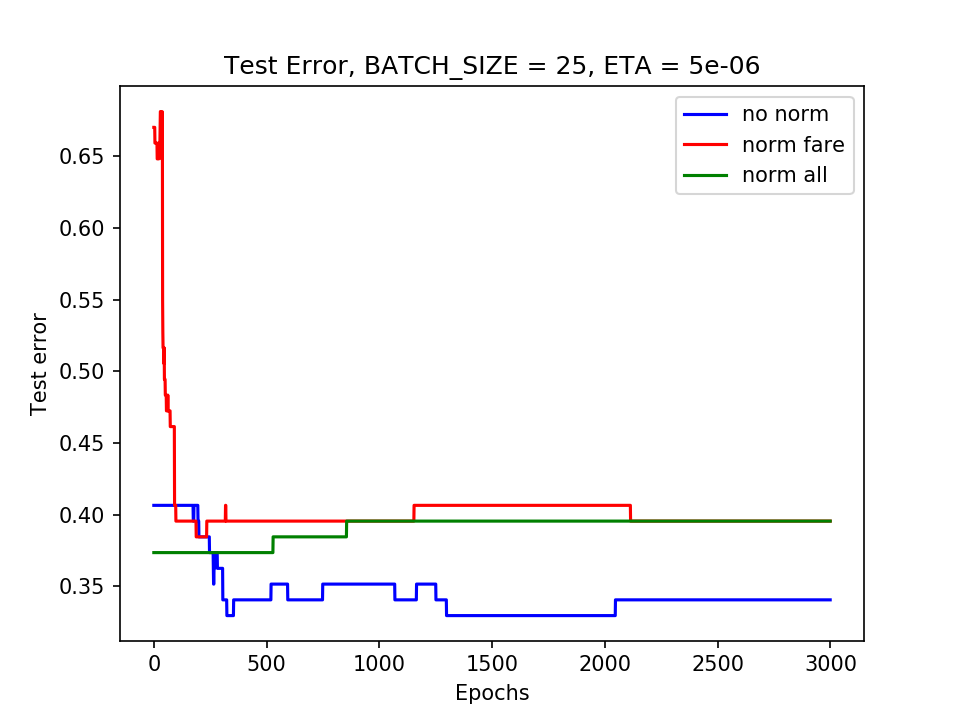 Test Error, BATCH_SIZE = 25, ETA = 5e-06
no norm
norm fare
norm all
Test error
0.65
0.60
0.55
0.50
0.45
0.40
0.35
0 500 1000 1500 2000 2500 3000
Epochs